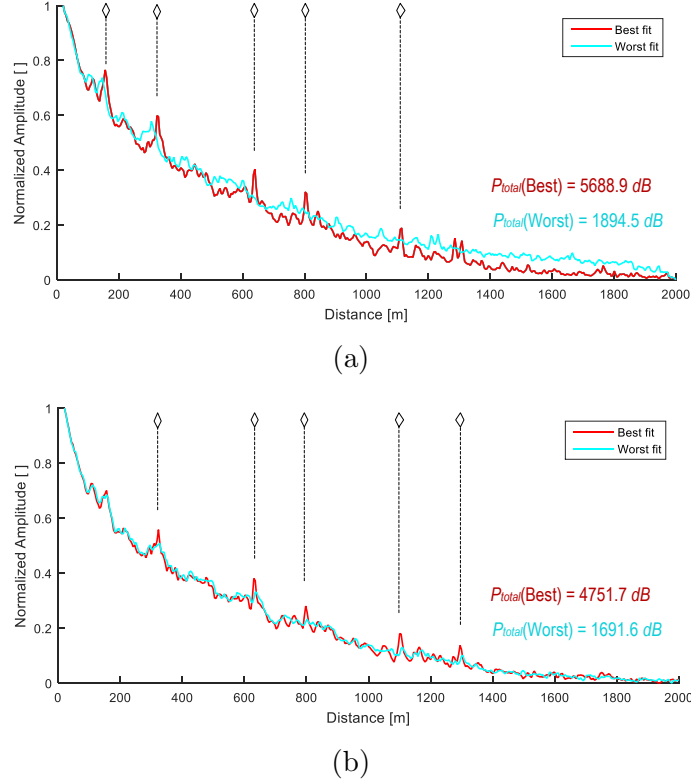 Normalized Amplitude [ ]
1
0.8
0.6
0.4
0.2
0
Best fit
Worst fit
Ptotal(Best) = 5688.9 dB
Ptotal(Worst) = 1894.5 dB
0 200 400 600 800 1000 1200 1400 1600 1800 2000
Distance [m]
(a)
Normalized Amplitude [ ]
1
0.8
0.6
0.4
0.2
0
Best fit
Worst fit
Ptotal(Best) = 4751.7 dB
Ptotal(Worst) = 1691.6 dB
0 200 400 600 800 1000 1200 1400 1600 1800 2000
Distance [m]
(b)